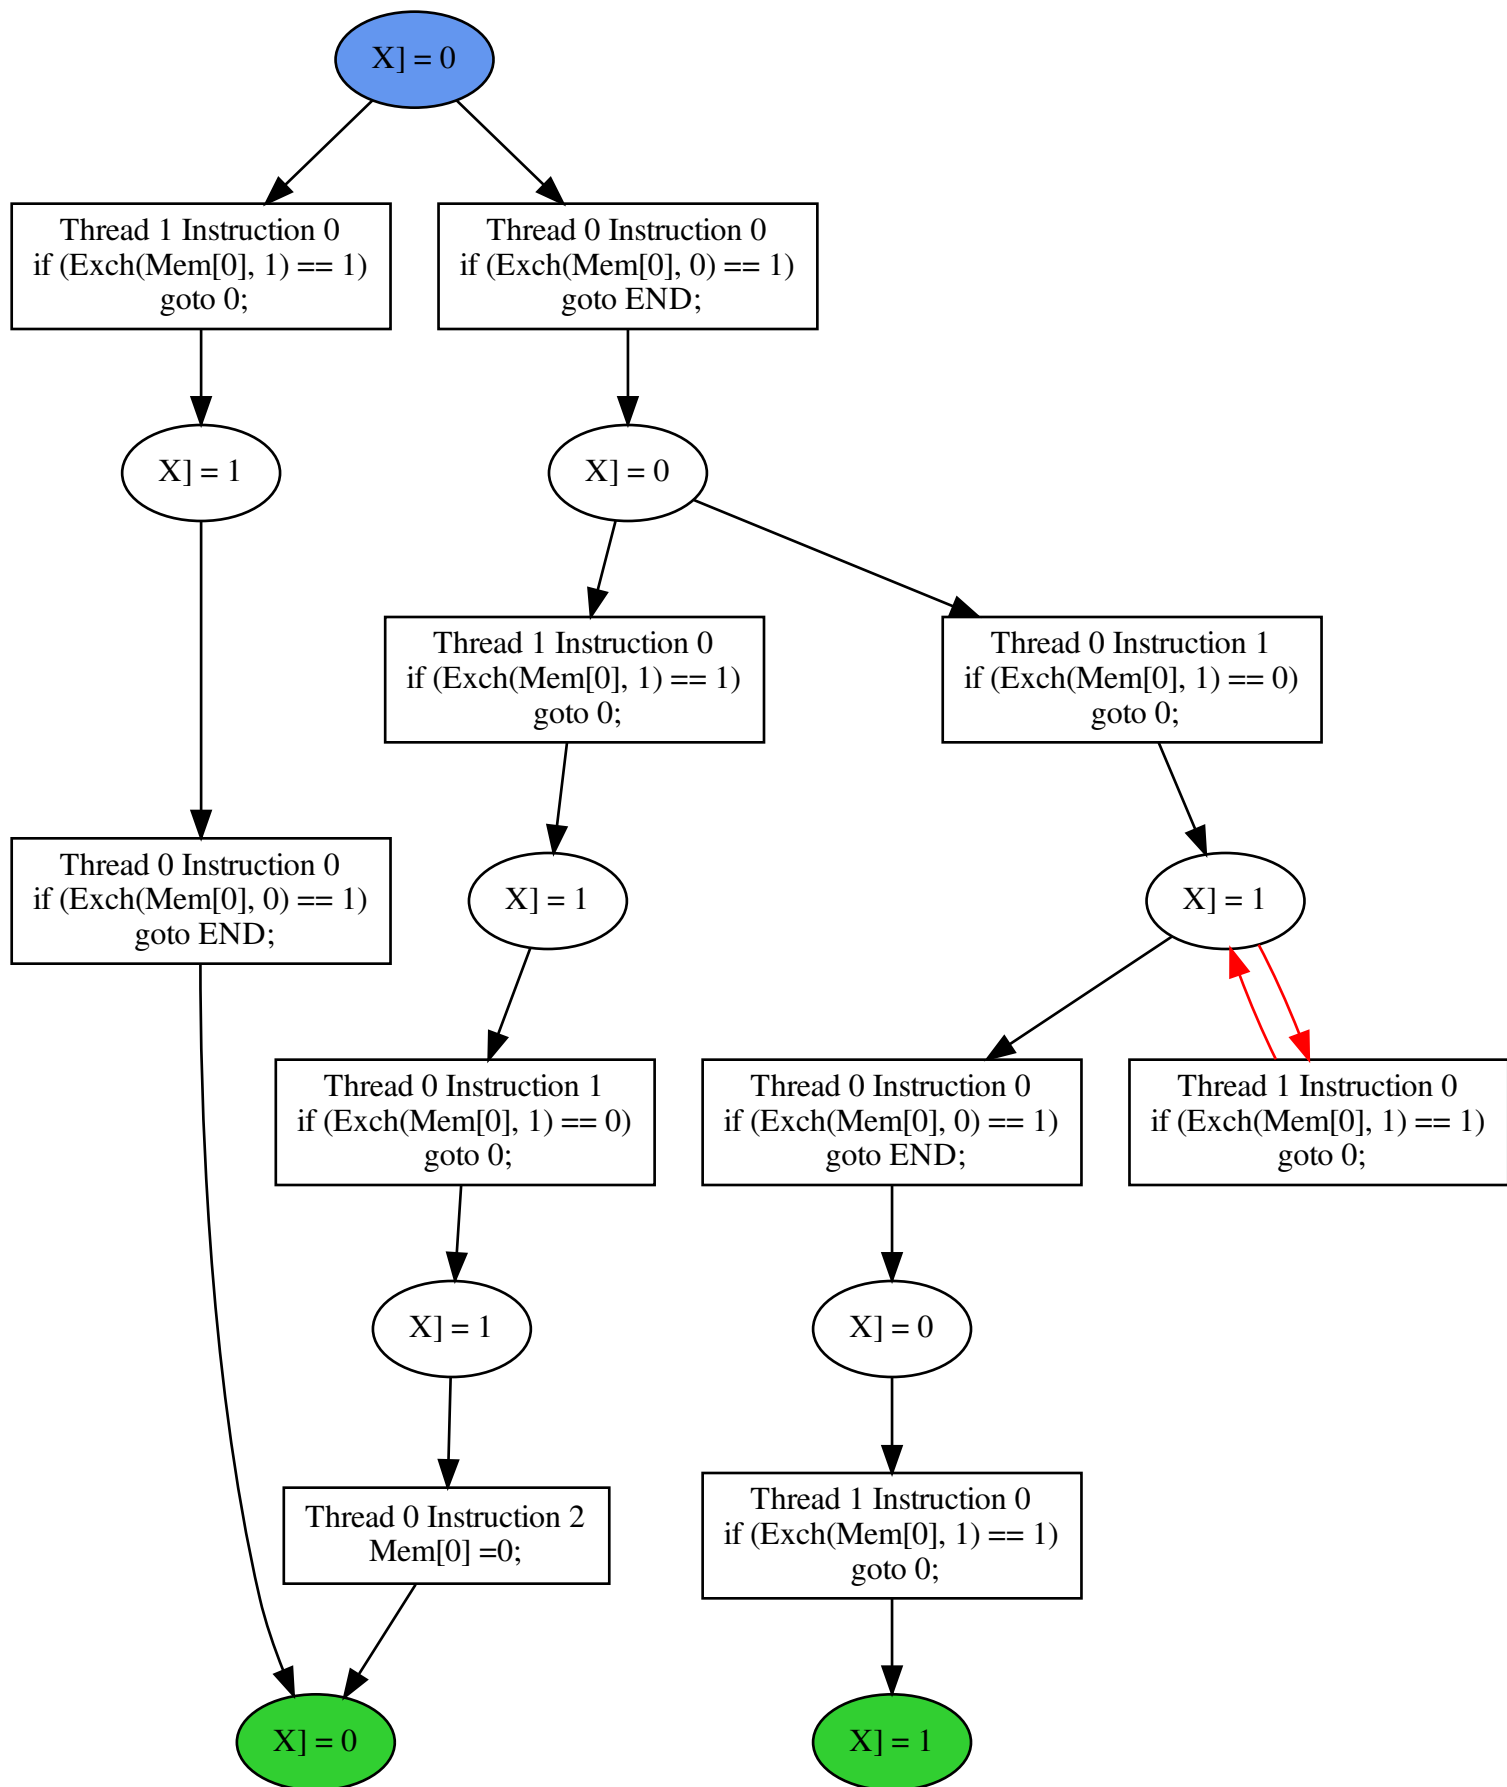 X] = 0
Thread 1 Instruction 0
if (Exch(Mem[0], 1) == 1)
goto 0;
Thread 0 Instruction 0
if (Exch(Mem[0], 0) == 1)
goto END;
X] = 1
X] = 0
Thread 1 Instruction 0
if (Exch(Mem[0], 1) == 1)
goto 0;
Thread 0 Instruction 1
if (Exch(Mem[0], 1) == 0)
goto 0;
Thread 0 Instruction 0
if (Exch(Mem[0], 0) == 1)
goto END;
X] = 1
X] = 1
Thread 0 Instruction 1
if (Exch(Mem[0], 1) == 0)
goto 0;
Thread 0 Instruction 0
if (Exch(Mem[0], 0) == 1)
goto END;
Thread 1 Instruction 0
if (Exch(Mem[0], 1) == 1)
goto 0;
X] = 1
X] = 0
Thread 0 Instruction 2
Mem[0] =0;
Thread 1 Instruction 0
if (Exch(Mem[0], 1) == 1)
goto 0;
X] = 0
X] = 1